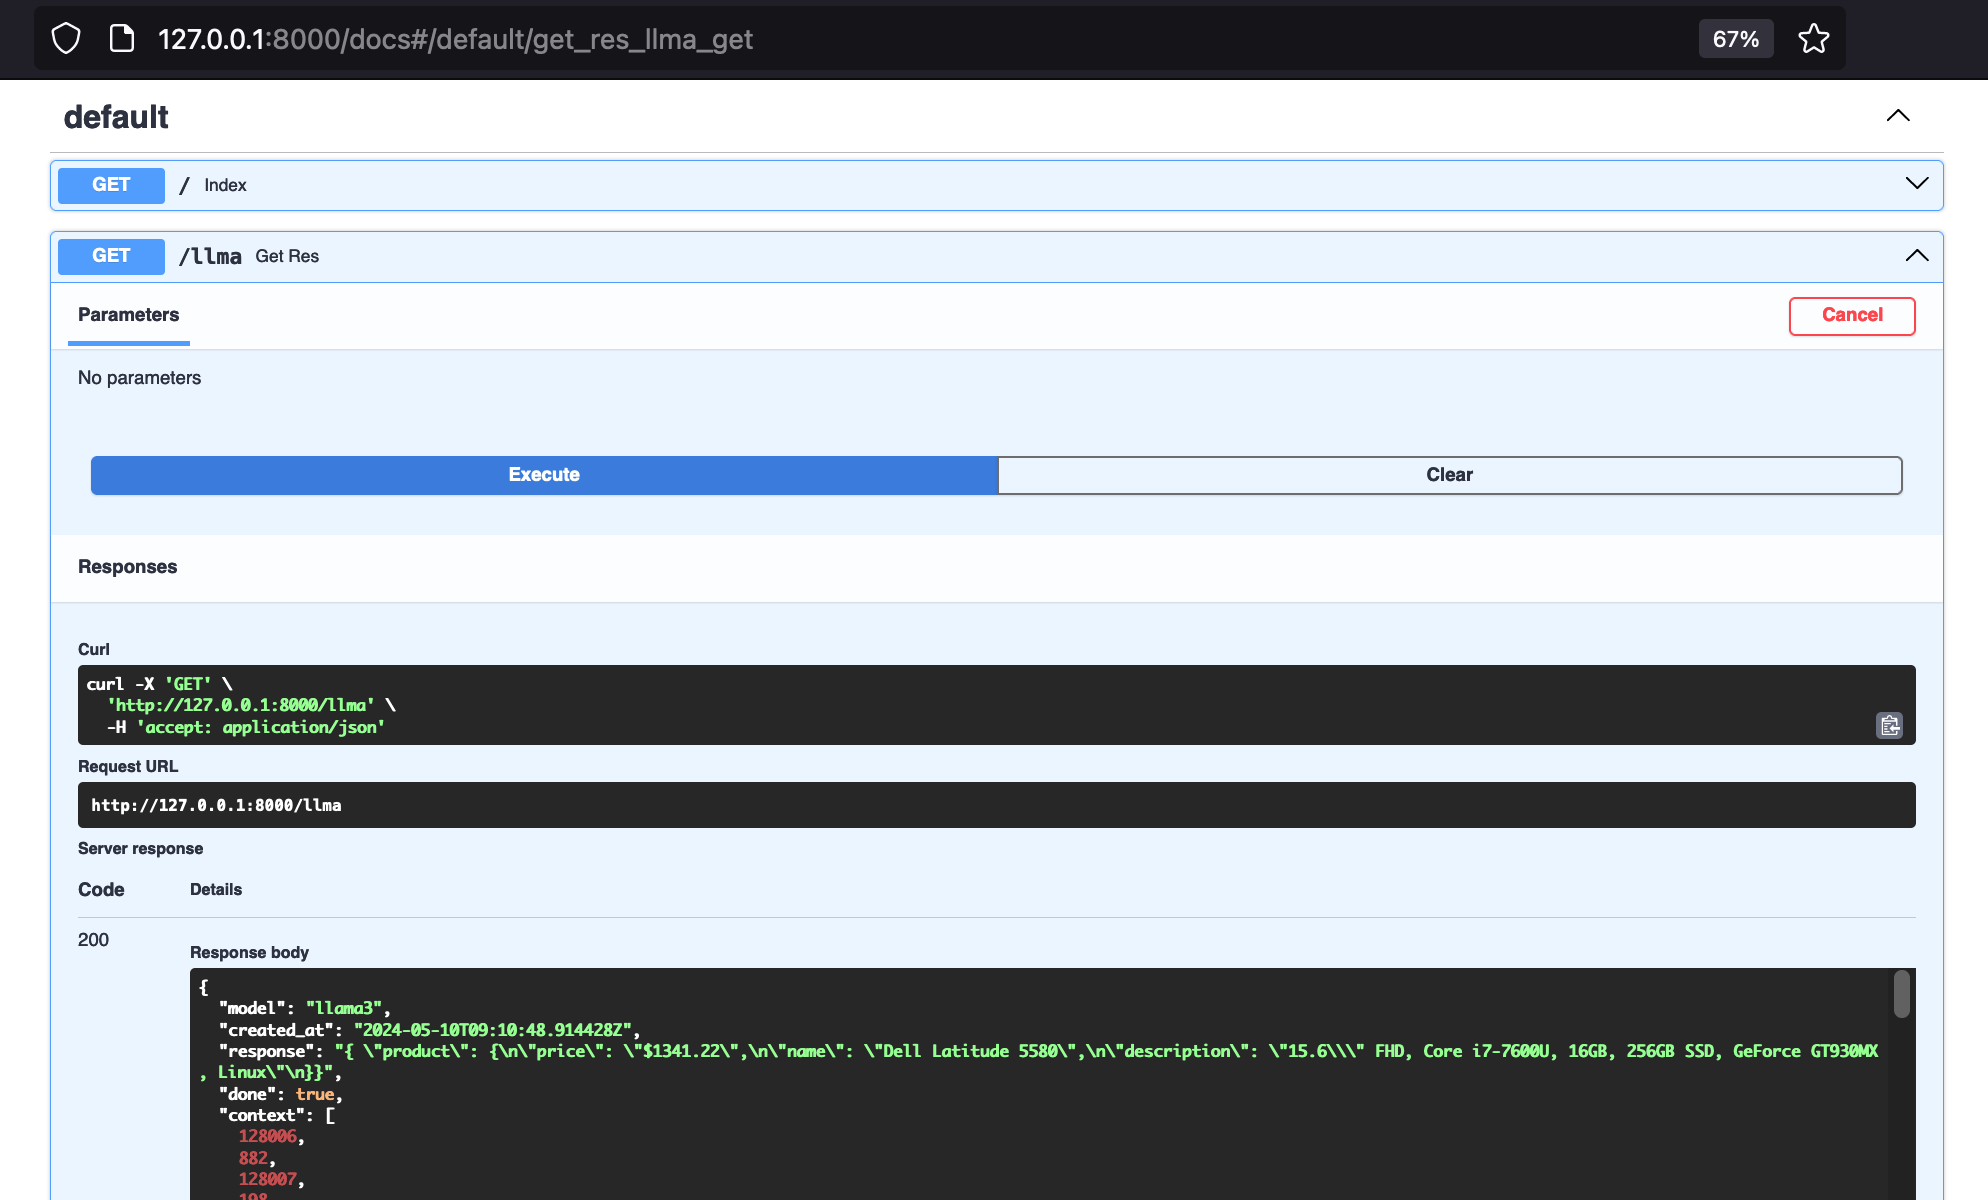 127.0.0.1:8000/docs#/default/get_res_llma_get
67%
default
GET / Index
GET /llma Get Res
Parameters
Cancel
No parameters
Execute
Clear
Responses
Curl
curl -X 'GET' \
'http://127.0.0.1:8000/llma' \
-H 'accept: application/json'
Request URL
http://127.0.0.1:8000/llma
Server response
Code Details
200
Response body
{
"model": "llama3",
"created_at": "2024-05-10T09:10:48.914428Z",
"response": "{ \"product\": {\n\"price\": \"$1341.22\",\n\"name\": \"Dell Latitude 5580\",\n\"description\": \"15.6\\\" FHD, Core i7-7600U, 16GB, 256GB SSD, GeForce GT930MX
, Linux\"\n}}",
"done": true,
"context": [
128006,
882,
128007,
198